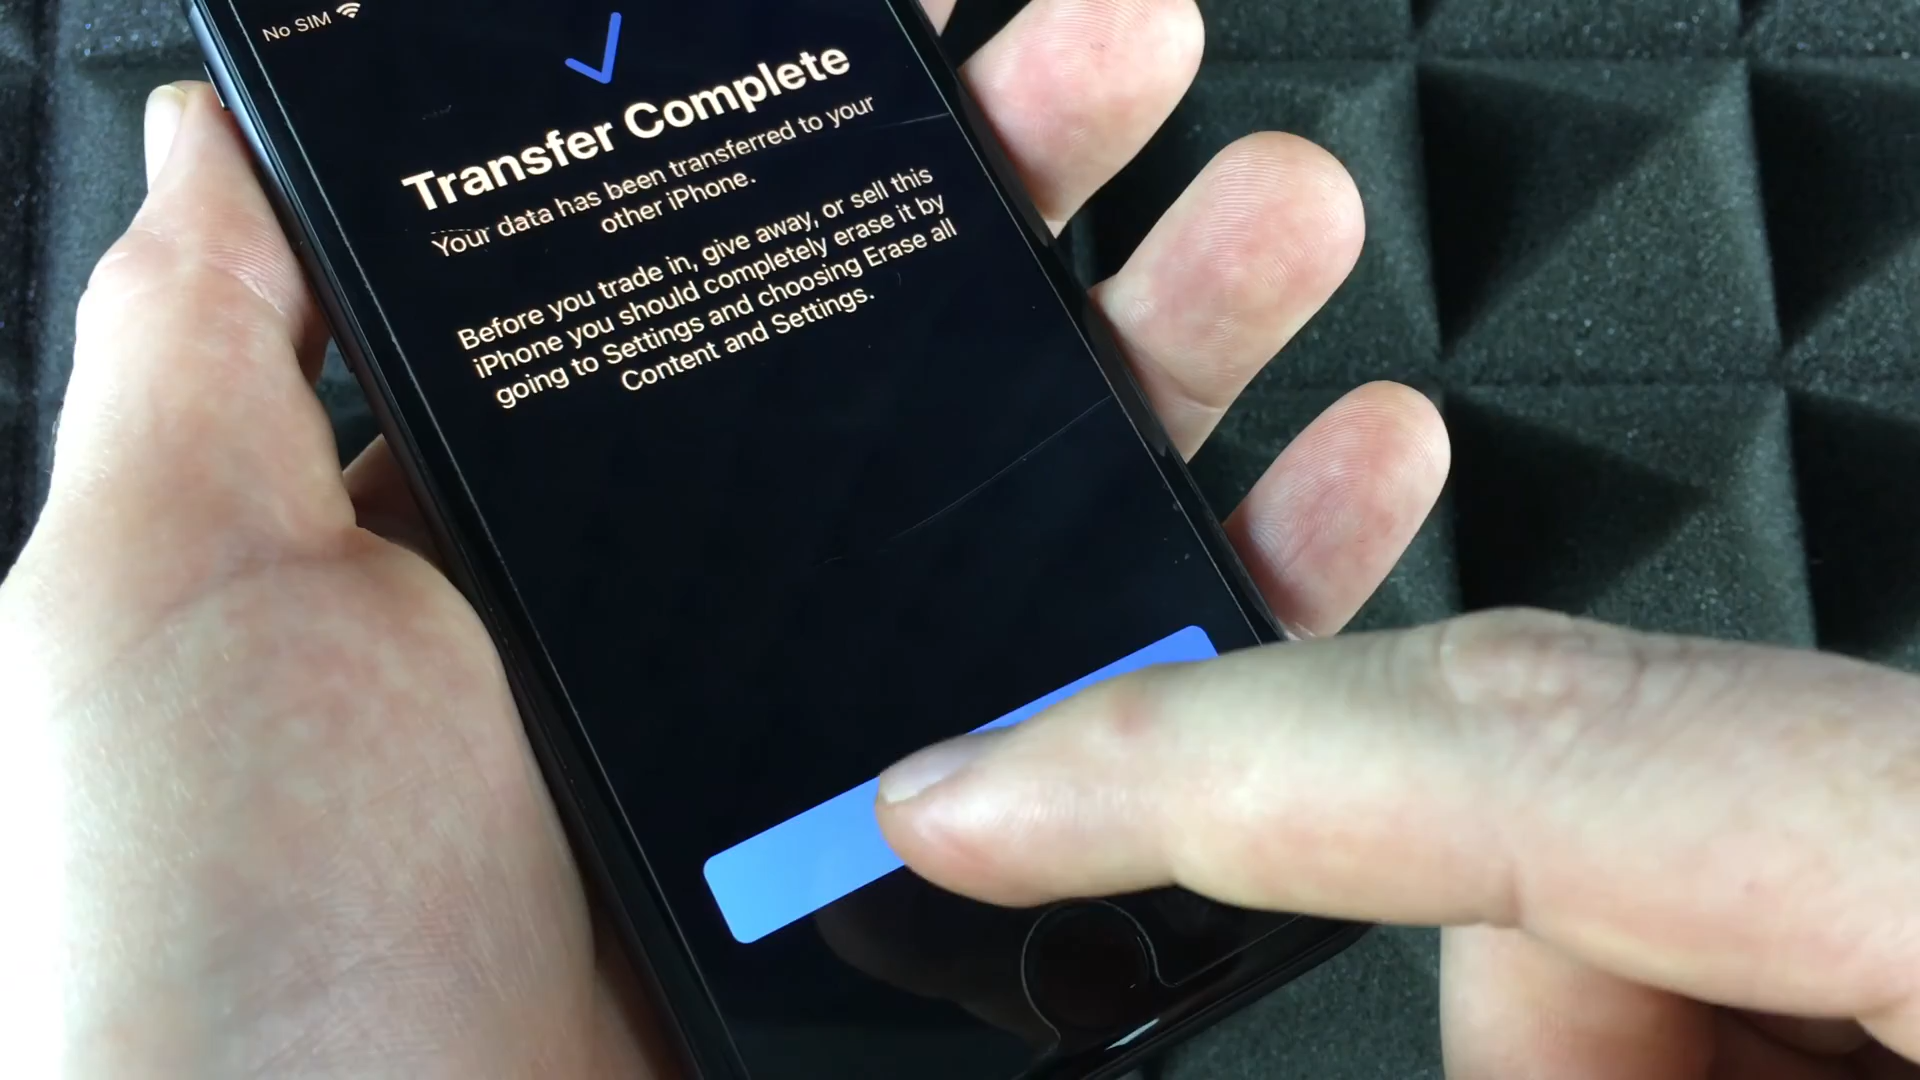 No SIM
Transfer Complete
Your data has been transferred to your
other iPhone.
Before you trade in, give away, or sell this
iPhone you should completely erase it by
going to Settings and choosing Erase all
Content and Settings.